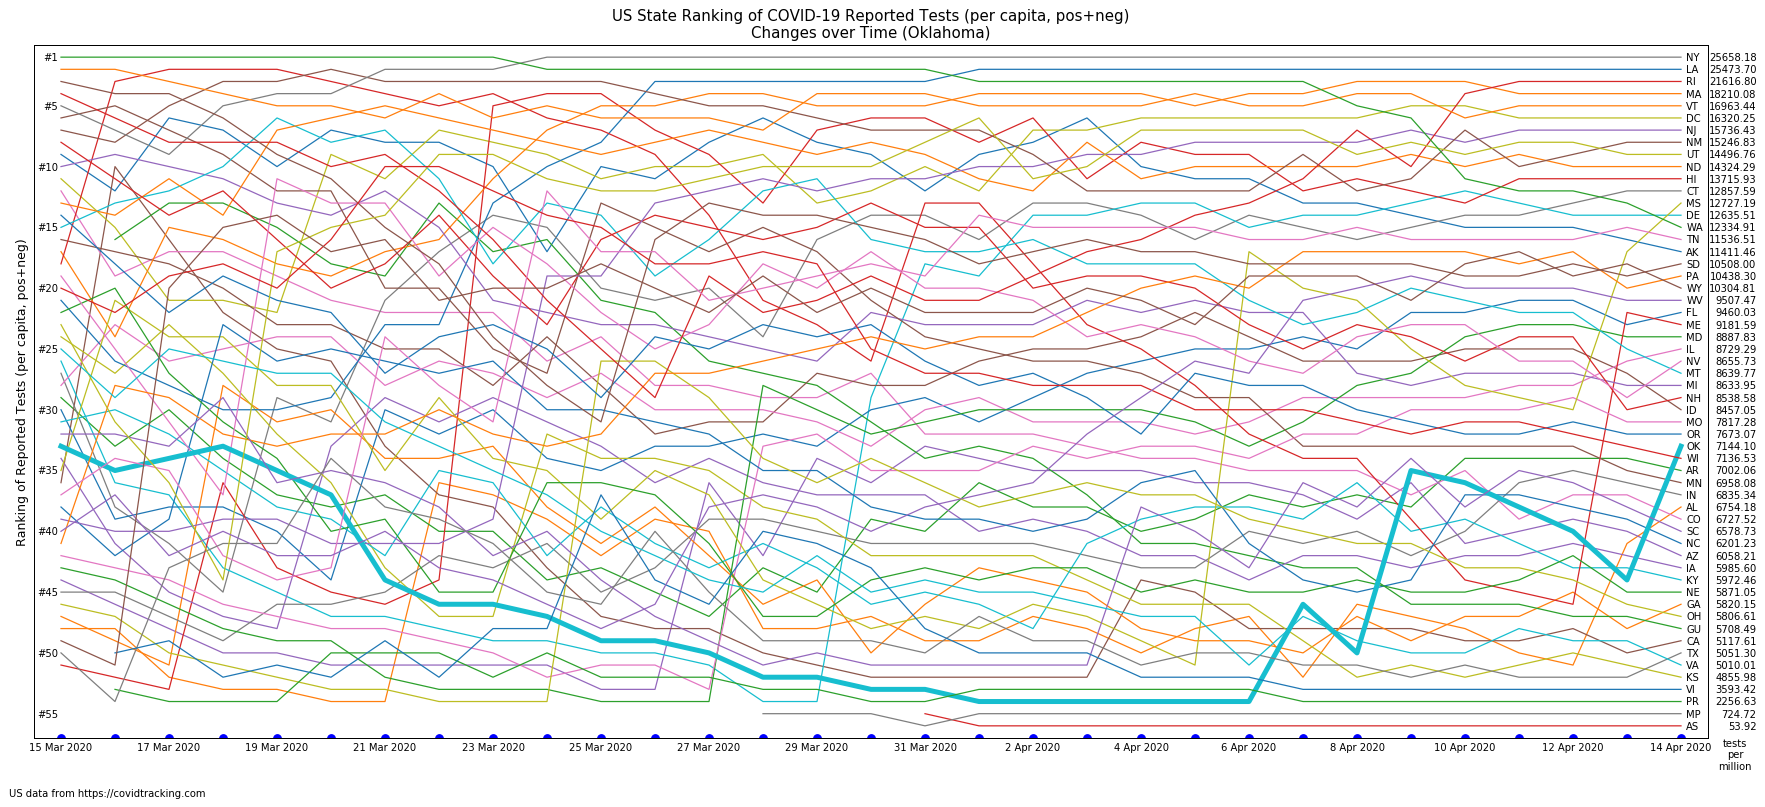 US State Ranking of COVID-19 Reported Tests (per capita, pos+neg)
Changes over Time (Oklahoma)
Ranking of Reported Tests (per capita, pos+neg)
#1
#5
#10
#15
#20
#25
#30
#35
#40
#45
#50
#55
NY 25658.18
LA 25473.70
RI 21616.80
MA 18210.08
VT 16963.44
DC 16320.25
NJ 15736.43
NM 15246.83
UT 14496.76
ND 14324.29
HI 13715.93
CT 12857.59
MS 12727.19
DE 12635.51
WA 12334.91
TN 11536.51
AK 11411.46
SD 10508.00
PA 10438.30
WY 10304.81
WV 9507.47
FL 9460.03
ME 9181.59
MD 8887.83
IL 8729.29
NV 8655.73
MT 8639.77
MI 8633.95
NH 8538.58
ID 8457.05
MO 7817.28
OR 7673.07
OK 7144.10
WI 7136.53
AR 7002.06
MN 6958.08
IN 6835.34
AL 6754.18
CO 6727.52
SC 6578.73
NC 6201.23
AZ 6058.21
IA 5985.60
KY 5972.46
NE 5871.05
GA 5820.15
OH 5806.61
GU 5708.49
CA 5117.61
TX 5051.30
VA 5010.01
KS 4855.98
VI 3593.42
PR 2256.63
MP 724.72
AS 53.92
15 Mar 2020 17 Mar 2020 19 Mar 2020 21 Mar 2020 23 Mar 2020 25 Mar 2020 27 Mar 2020 29 Mar 2020 31 Mar 2020 2 Apr 2020 4 Apr 2020 6 Apr 2020 8 Apr 2020 10 Apr 2020 12 Apr 2020 14 Apr 2020
tests
per
million
US data from https://covidtracking.com